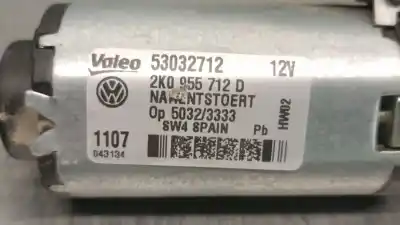 Valeo 53032712 12V
2K0 955 712 D
NAHENTSTOERT
Op 5032/3333
SW4 SPAIN Pb
HW02
1107
043134